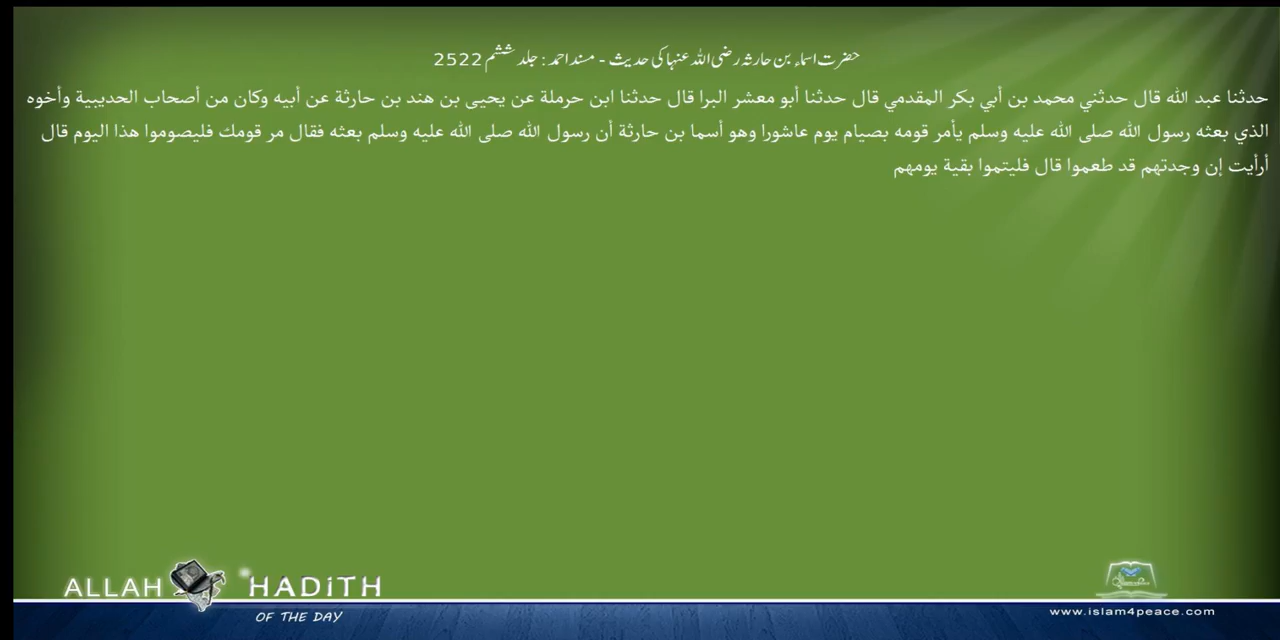 حضرت اسماء بن حارثہ رضی اللہ عنہا کی حدیث - مسند احمد : جلد ششم 2522
حدثنا عبد الله قال حدثني محمد بن أبي بكر المقدمي قال حدثنا أبو معشر البرا قال حدثنا ابن حرملة عن يحيى بن هند بن حارثة عن أبيه وكان من أصحاب الحديبية وأخوه
الذي بعثه رسول الله صلى الله عليه وسلم يأمر قومه بصيام يوم عاشورا وهو أسما بن حارثة أن رسول الله صلى الله عليه وسلم بعثه فقال مر قومك فليصوموا هذا اليوم قال
أرأيت إن وجدتهم قد طعموا قال فليتموا بقية يومهم
ALLAH HADITH
OF THE DAY
www.islam4peace.com